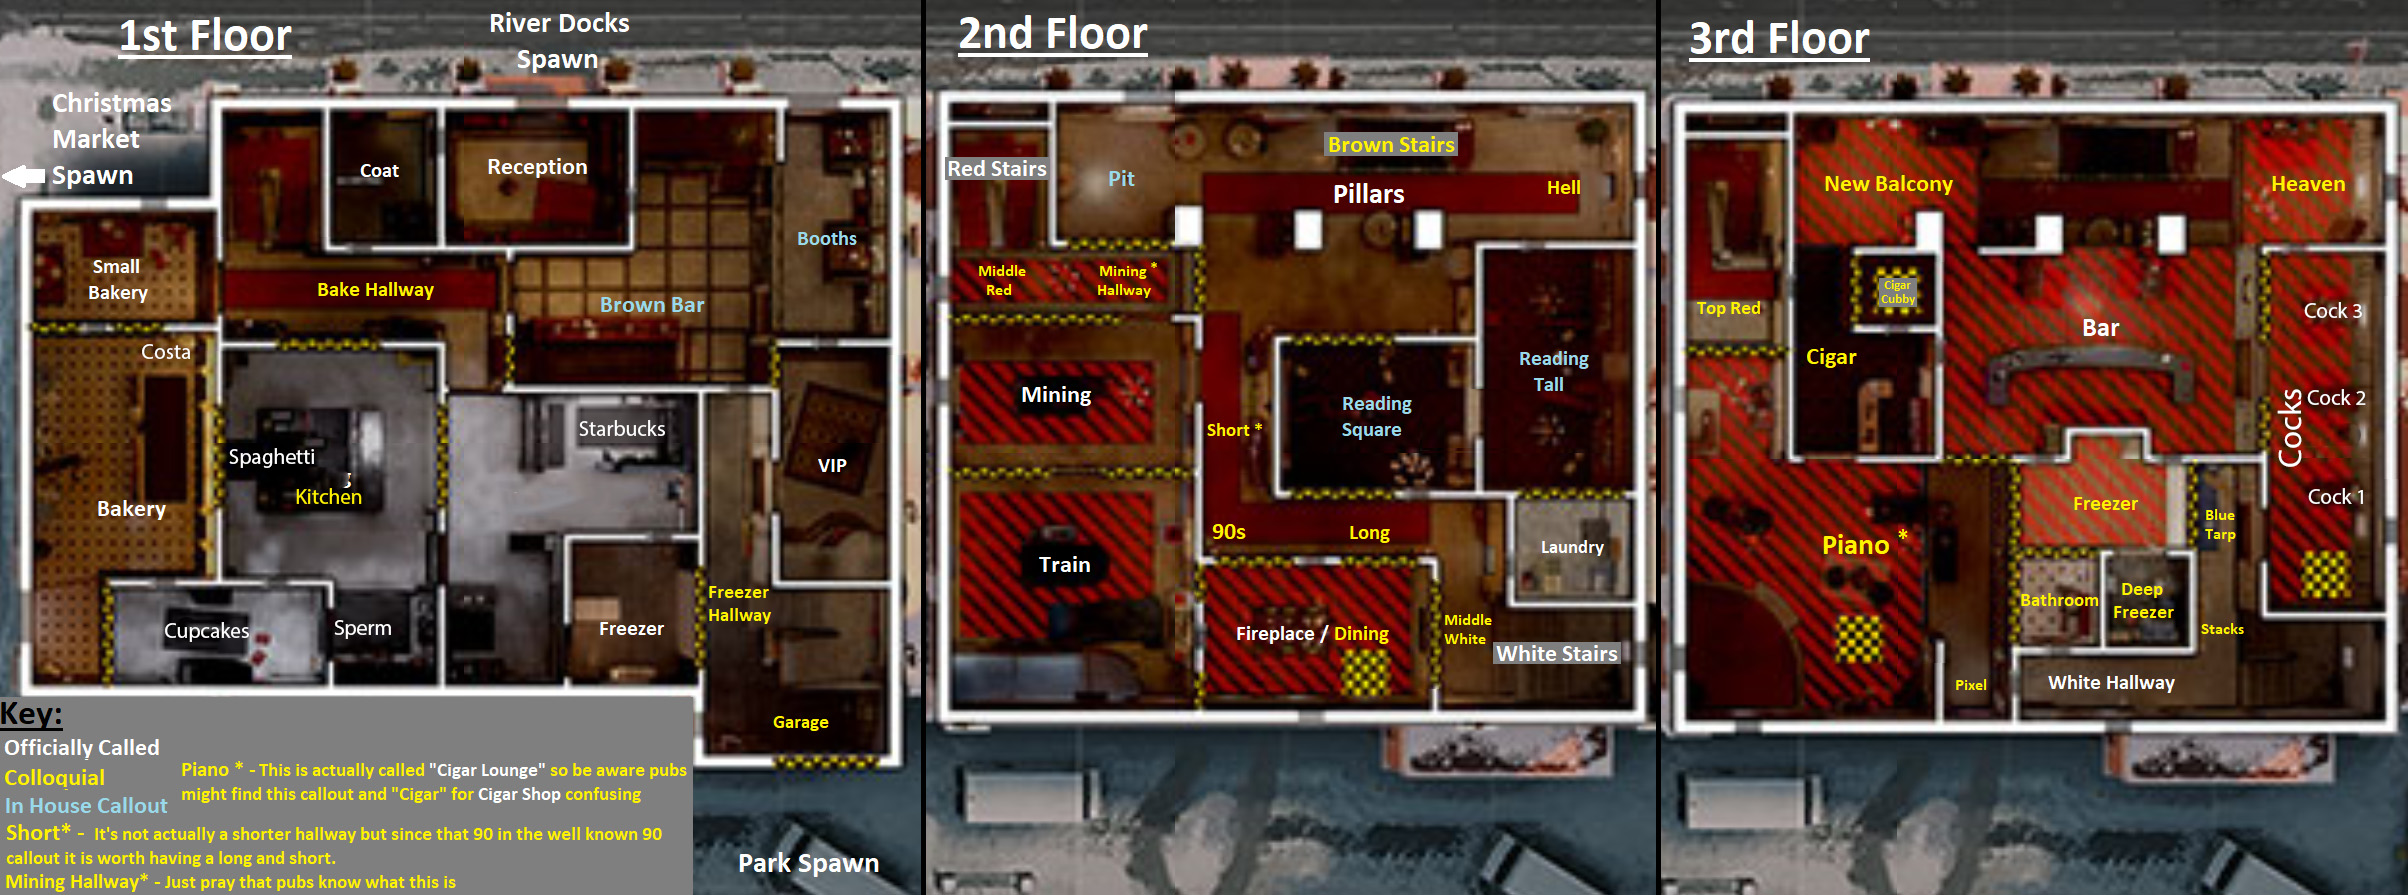 1st Floor
River Docks
Spawn
Christmas
Market
Spawn
Coat
Reception
Booths
Small
Bakery
Bake Hallway
Brown Bar
Costa
Starbucks
Spaghetti
VIP
Kitchen
Bakery
Freezer
Hallway
Cupcakes
Sperm
Freezer
Garage
Key:
Officially Called
Colloquial
In House Callout
Piano * - This is actually called "Cigar Lounge" so be aware pubs
might find this callout and "Cigar" for Cigar Shop confusing
Short* - It's not actually a shorter hallway but since that 90 in the well known 90
callout it is worth having a long and short.
Mining Hallway* - Just pray that pubs know what this is
Park Spawn
2nd Floor
Brown Stairs
Red Stairs
Pit
Pillars
Hell
Middle
Red
Mining *
Hallway
Reading
Tall
Mining
Reading
Square
Short *
90s
Long
Laundry
Train
Fireplace / Dining
Middle
White
White Stairs
3rd Floor
New Balcony
Heaven
Cigar
Cubby
Top Red
Cock 3
Bar
Cigar
Cocks
Cock 2
Cock 1
Freezer
Blue
Tarp
Piano *
Bathroom
Deep
Freezer
Stacks
Pixel
White Hallway